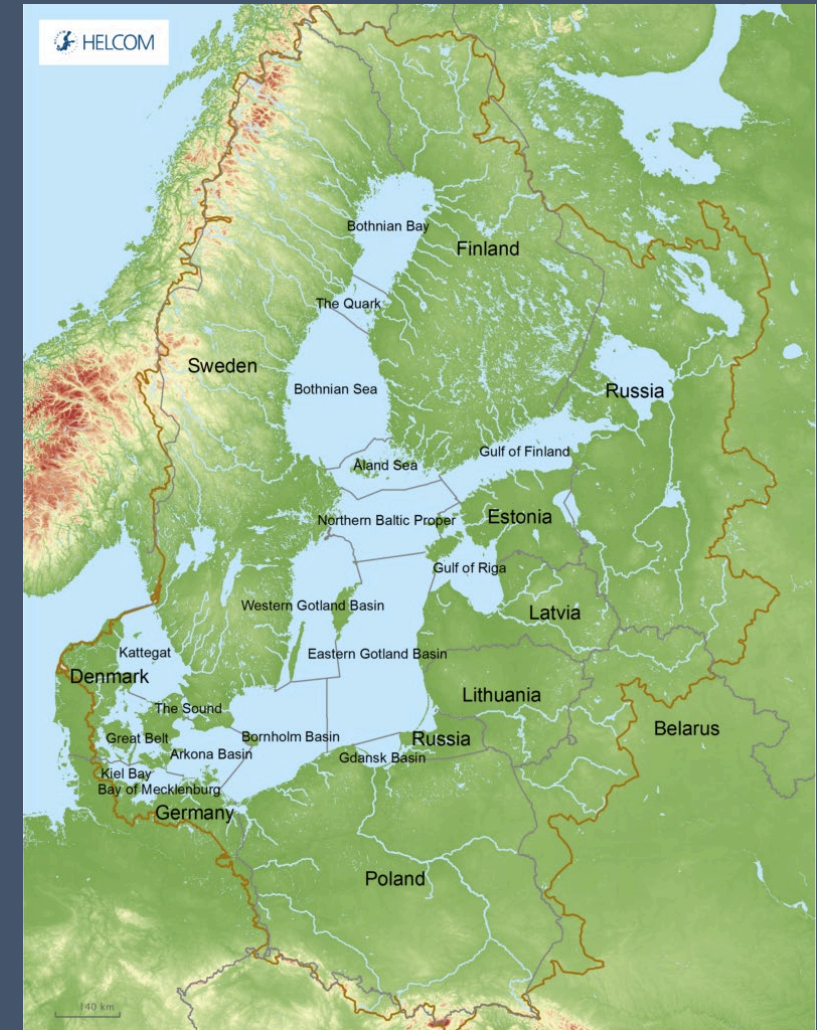 HELCOM
Bothnian Bay
Finland
The Quark
Sweden
Bothnian Sea
Russia
Gulf of Finland
Åland Sea
Northern Baltic Proper
Estonia
Gulf of Riga
Western Gotland Basin
Latvia
Kattegat
Eastern Gotland Basin
Denmark
Lithuania
The Sound
Belarus
Great Belt
Bornholm Basin
Russia
Arkona Basin
Gdansk Basin
Kiel Bay
Bay of Mecklenburg
Germany
Poland
140 km